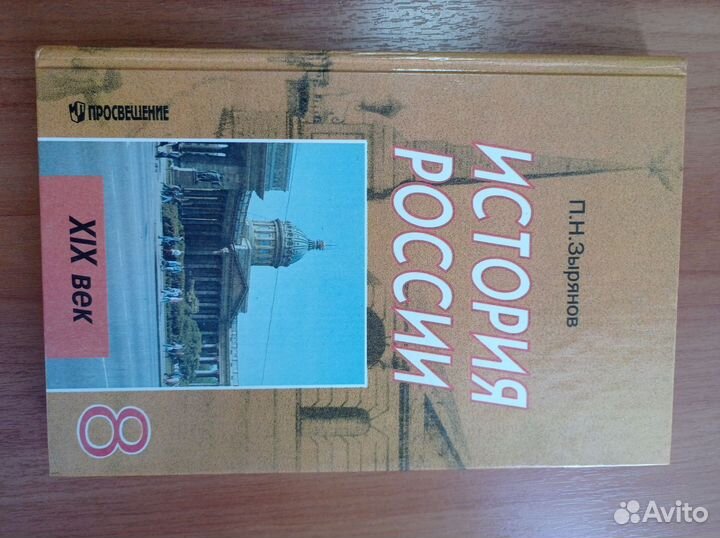 П.Н.Зырянов
ИСТОРИЯ
РОССИИ
XIX век
8
ПРОСВЕЩЕНИЕ
Avito